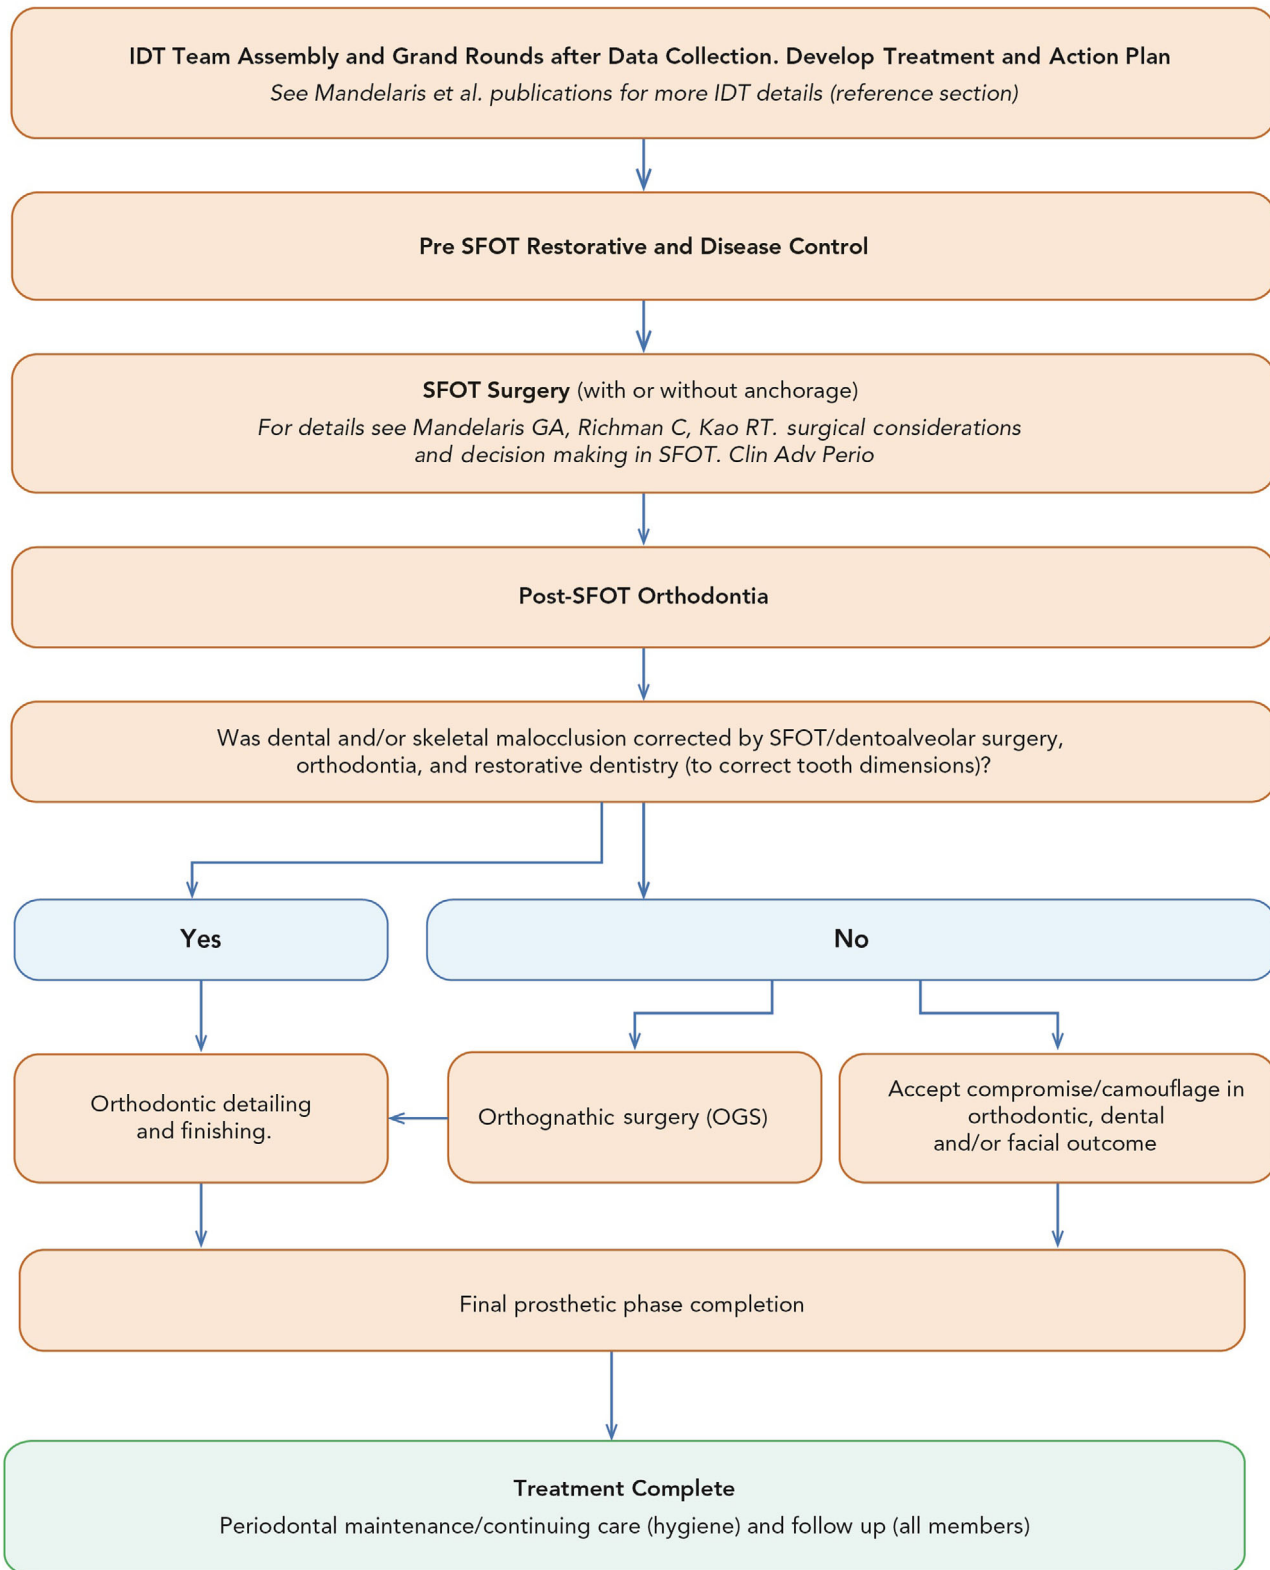 IDT Team Assembly and Grand Rounds after Data Collection. Develop Treatment and Action Plan
See Mandelaris et al. publications for more IDT details (reference section)
Pre SFOT Restorative and Disease Control
SFOT Surgery (with or without anchorage)
For details see Mandelaris GA, Richman C, Kao RT. surgical considerations
and decision making in SFOT. Clin Adv Perio
Post-SFOT Orthodontia
Was dental and/or skeletal malocclusion corrected by SFOT/dentoalveolar surgery,
orthodontia, and restorative dentistry (to correct tooth dimensions)?
Yes
No
Orthodontic detailing
and finishing.
Orthognathic surgery (OGS)
Accept compromise/camouflage in
orthodontic, dental
and/or facial outcome
Final prosthetic phase completion
Treatment Complete
Periodontal maintenance/continuing care (hygiene) and follow up (all members)